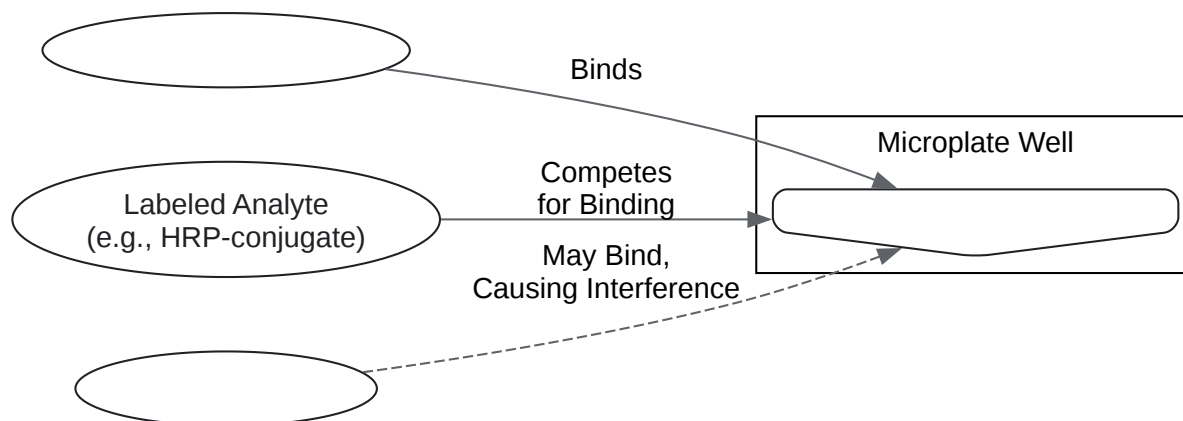 Binds
Microplate Well
Competes
for Binding
Labeled Analyte
(e.g., HRP-conjugate)
May Bind,
Causing Interference